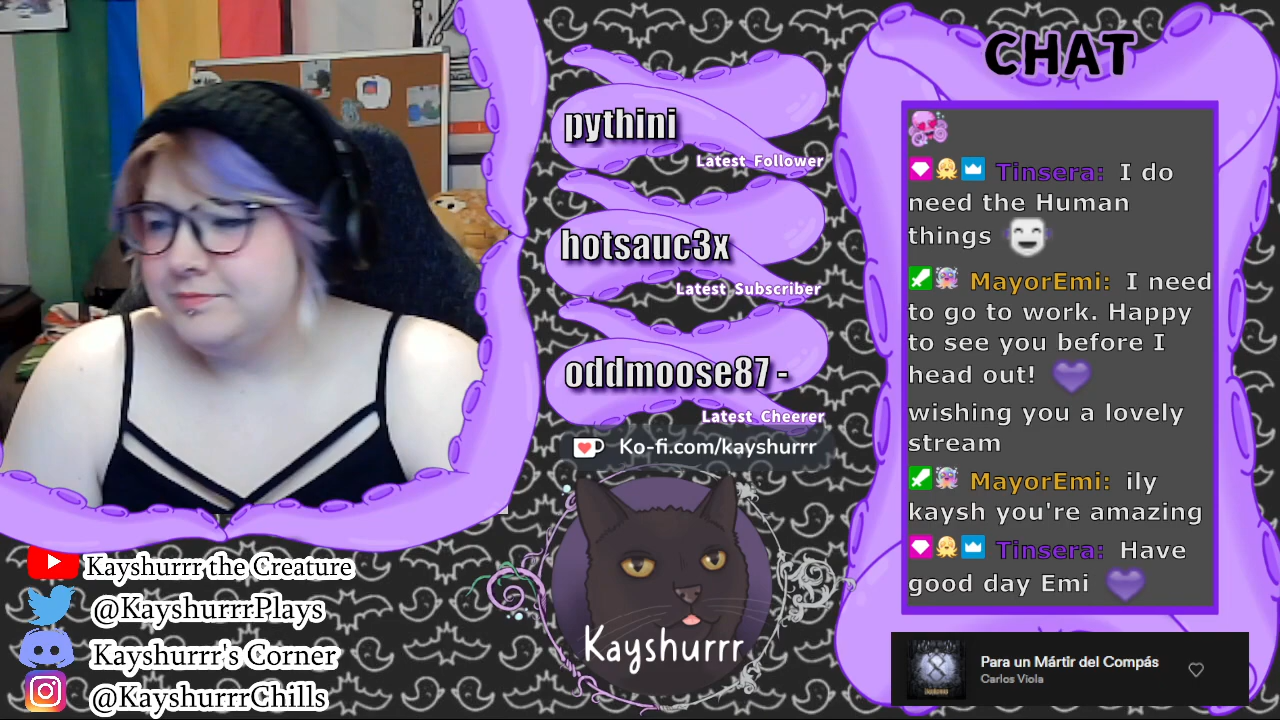 pythini
Latest Follower
hotsauc3x
Latest Subscriber
oddmoose87 -
Latest Cheerer
Ko-fi.com/kayshurrr
Kayshurrr
Kayshurrr the Creature
@KayshurrrPlays
Kayshurrr's Corner
@KayshurrrChills
CHAT
Tinsera: I do
need the Human
things
MayorEmi: I need
to go to work. Happy
to see you before I
head out!
wishing you a lovely
stream
MayorEmi: ily
kaysh you're amazing
Tinsera: Have
good day Emi
Para un Mártir del Compás
Carlos Viola